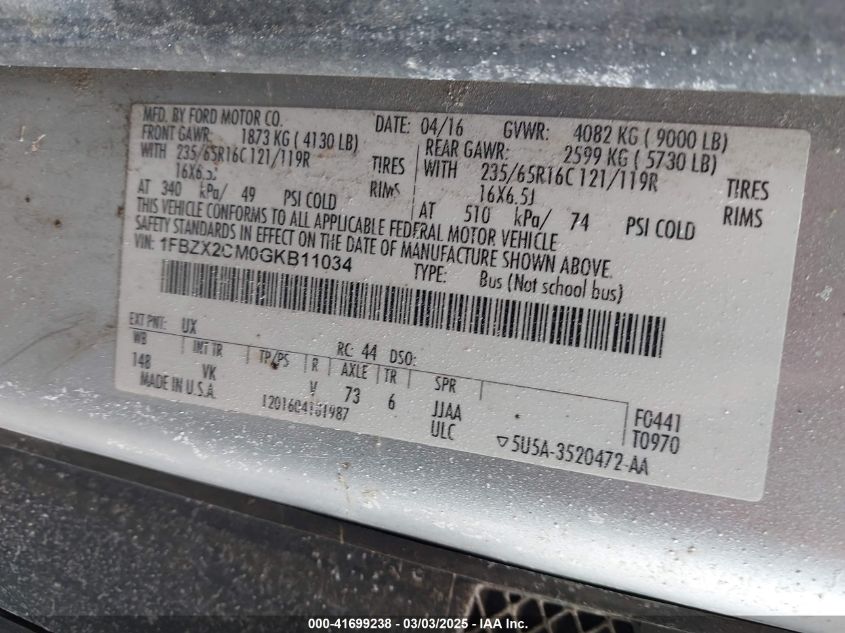 MFD. BY FORD MOTOR CO. DATE: 04/16 GVWR: 4082 KG ( 9000 LB)
FRONT GAWR: 1873 KG ( 4130 LB) REAR GAWR: 2599 KG ( 5730 LB)
WITH 235/65R16C 121/119R TIRES WITH 235/65R16C 121/119R TIRES
16X6.5J RIMS 16X6.5J RIMS
AT 340 kPa/ 49 PSI COLD AT 510 kPa/ 74 PSI COLD
THIS VEHICLE CONFORMS TO ALL APPLICABLE FEDERAL MOTOR VEHICLE
SAFETY STANDARDS IN EFFECT ON THE DATE OF MANUFACTURE SHOWN ABOVE.
VIN: 1FBZX2CM0GKB11034 TYPE: Bus (Not school bus)
EXT PNT: UX RC: 44 DSO:
WB INT TR TP/PS R AXLE TR SPR
148 VK V 73 6 JJAA F0441
MADE IN U.S.A. ULC T0970
▽5U5A-3520472-AA
000-41699238 - 03/03/2025 - IAA Inc.